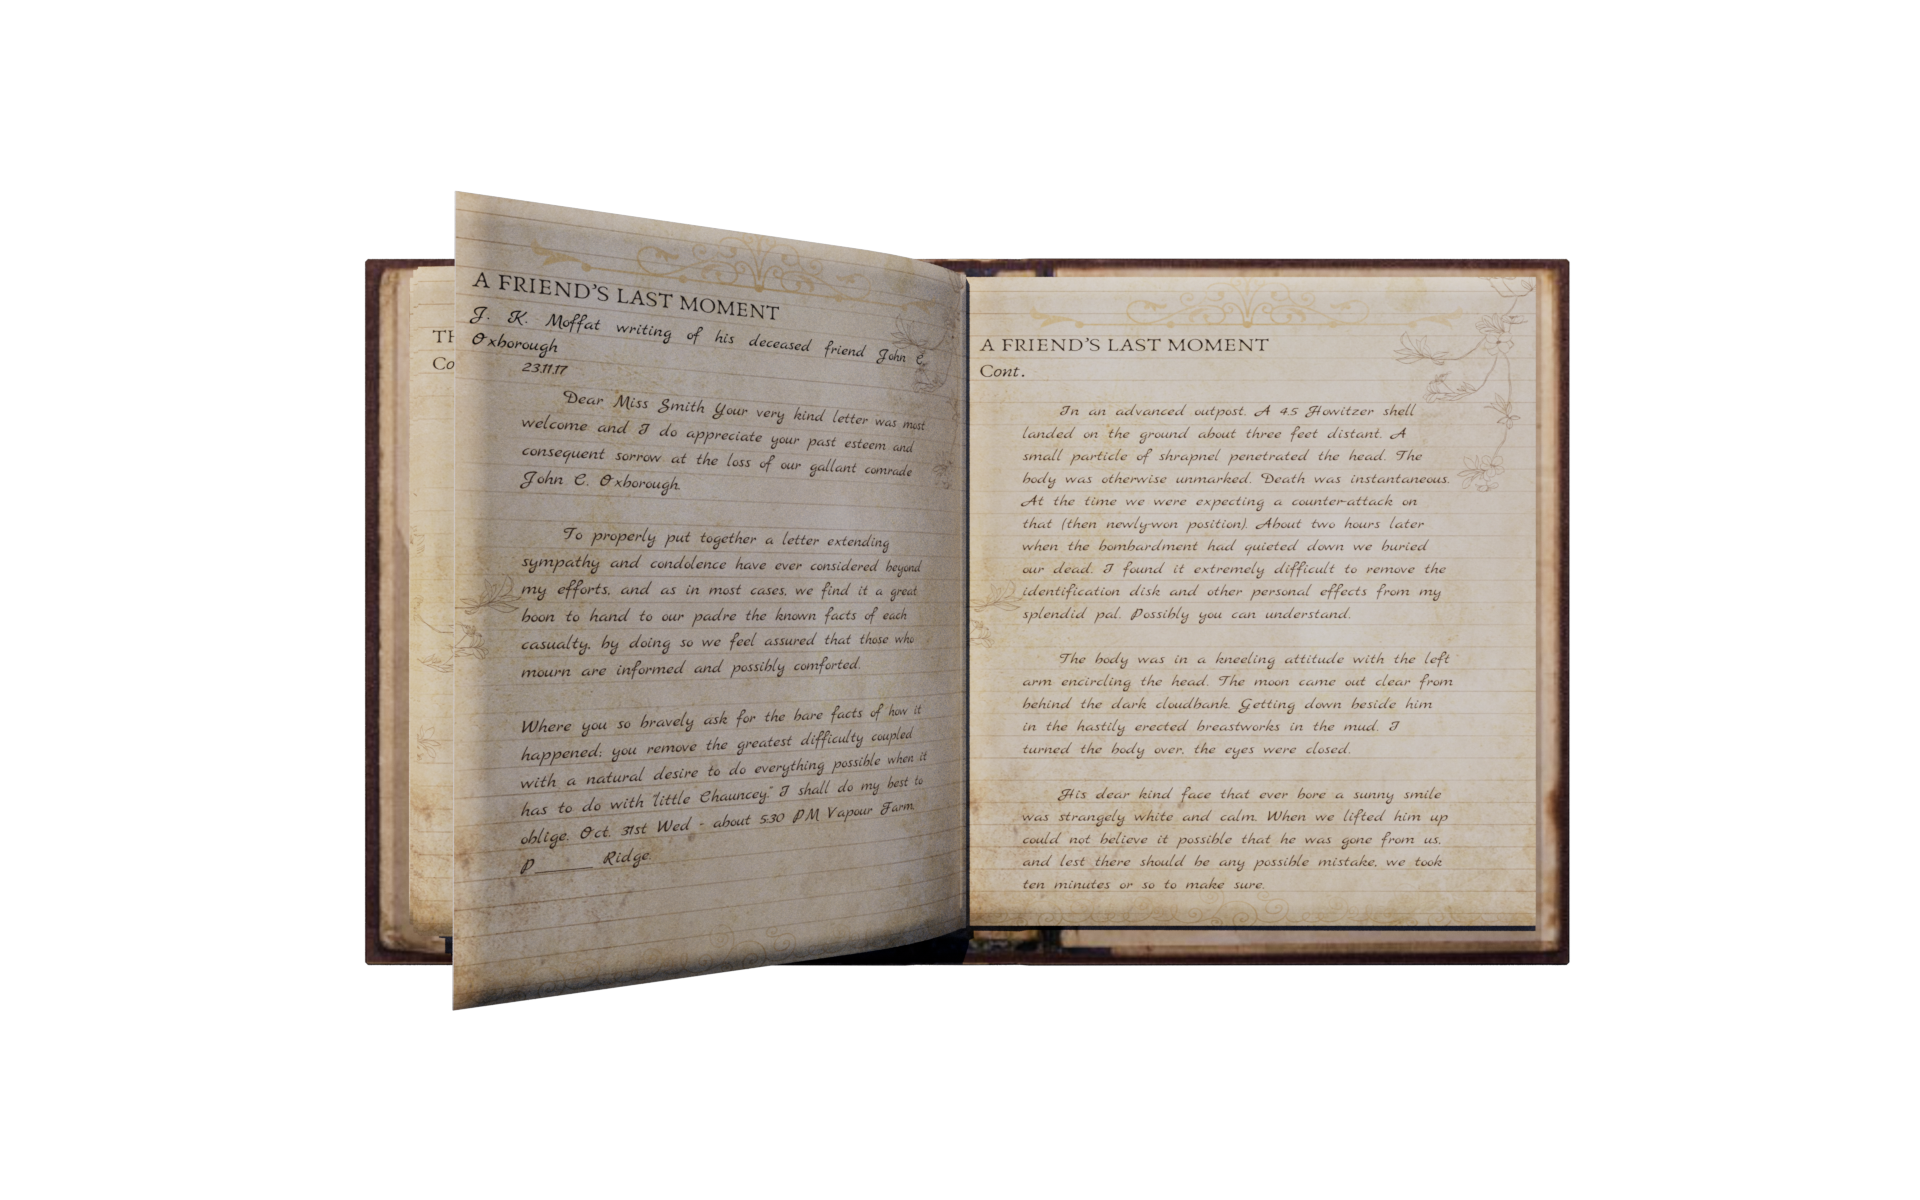 TH
Co
A FRIEND'S LAST MOMENT
J. K. Moffat writing of his deceased friend John C.
Oxborough
23.11.17
Dear Miss Smith Your very kind letter was most
welcome and I do appreciate your past esteem and
consequent sorrow at the loss of our gallant comrade
John C. Oxborough.
To properly put together a letter extending
sympathy and condolence have ever considered beyond
my efforts, and as in most cases, we find it a great
boon to hand to our padre the known facts of each
casualty, by doing so we feel assured that those who
mourn are informed and possibly comforted.
Where you so bravely ask for the bare facts of how it
happened; you remove the greatest difficulty coupled
with a natural desire to do everything possible when it
has to do with "little Chauncey." I shall do my best to
oblige. Oct. 31st Wed - about 5:30 PM Vapour Farm,
P______ Ridge.
A FRIEND'S LAST MOMENT
Cont.
In an advanced outpost. A 4.5 Howitzer shell
landed on the ground about three feet distant. A
small particle of shrapnel penetrated the head. The
body was otherwise unmarked. Death was instantaneous.
At the time we were expecting a counter-attack on
that (then newly-won position). About two hours later
when the bombardment had quieted down we buried
our dead. I found it extremely difficult to remove the
identification disk and other personal effects from my
splendid pal. Possibly you can understand.
The body was in a kneeling attitude with the left
arm encircling the head. The moon came out clear from
behind the dark cloudbank. Getting down beside him
in the hastily erected breastworks in the mud. I
turned the body over, the eyes were closed.
His dear kind face that ever bore a sunny smile
was strangely white and calm. When we lifted him up
could not believe it possible that he was gone from us,
and lest there should be any possible mistake, we took
ten minutes or so to make sure.